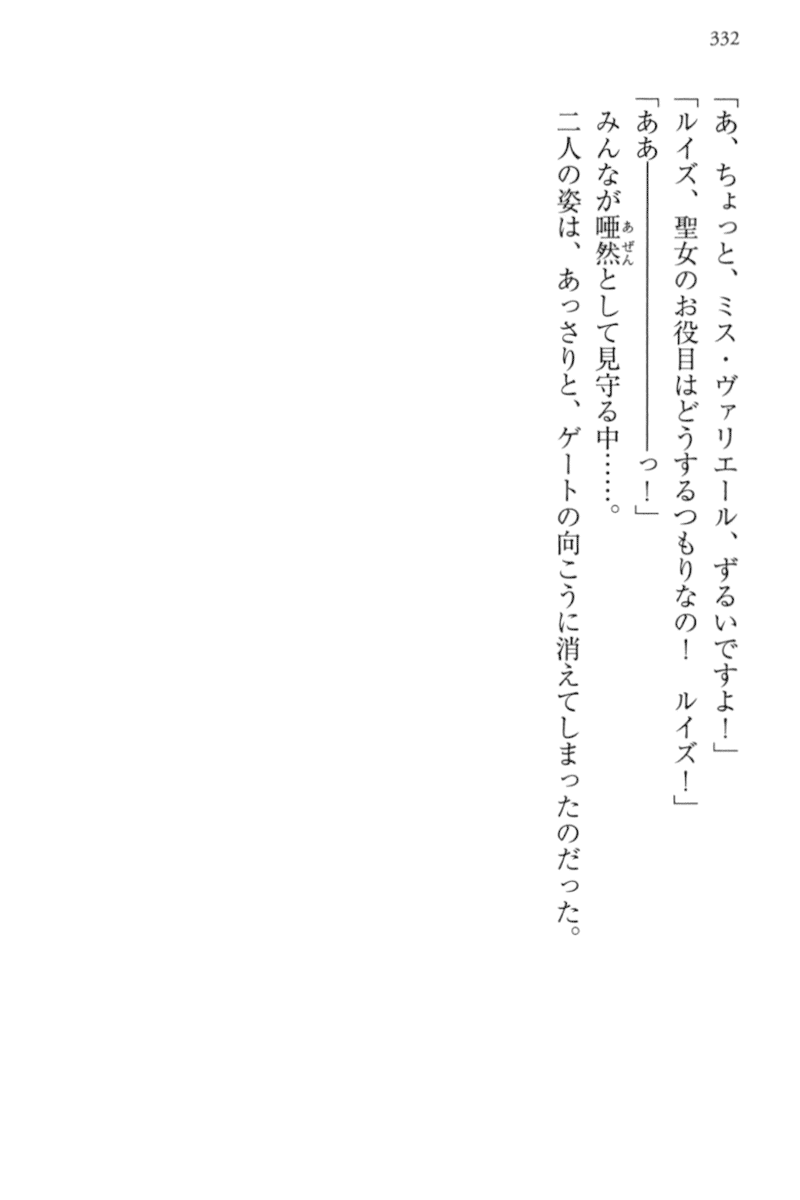 332
「あ、ちょっと、ミス・ヴァリエール、ずるいですよ！」
「ルイズ、聖女のお役目はどうするつもりなの！　ルイズ！」
「ああ――――――――――っ！」
みんなが唖然として見守る中……。
二人の姿は、あっさりと、ゲートの向こうに消えてしまったのだった。